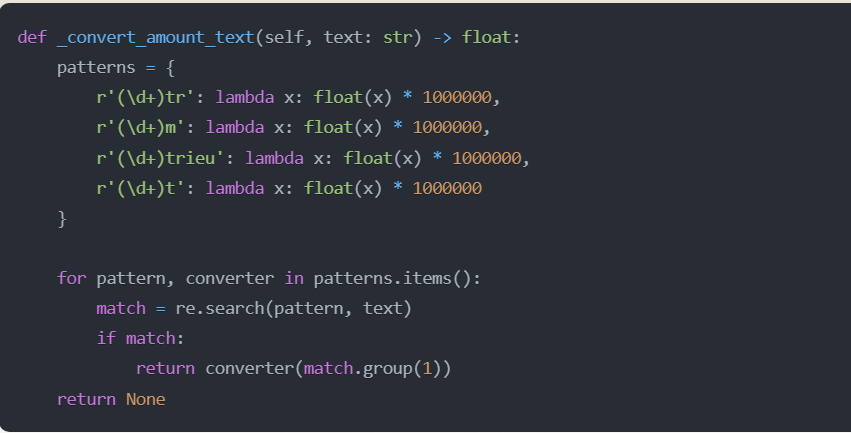 def _convert_amount_text(self, text: str) -> float:
    patterns = {
        r'(\d+)tr': lambda x: float(x) * 1000000,
        r'(\d+)m': lambda x: float(x) * 1000000,
        r'(\d+)trieu': lambda x: float(x) * 1000000,
        r'(\d+)t': lambda x: float(x) * 1000000
    }
    for pattern, converter in patterns.items():
        match = re.search(pattern, text)
        if match:
            return converter(match.group(1))
    return None